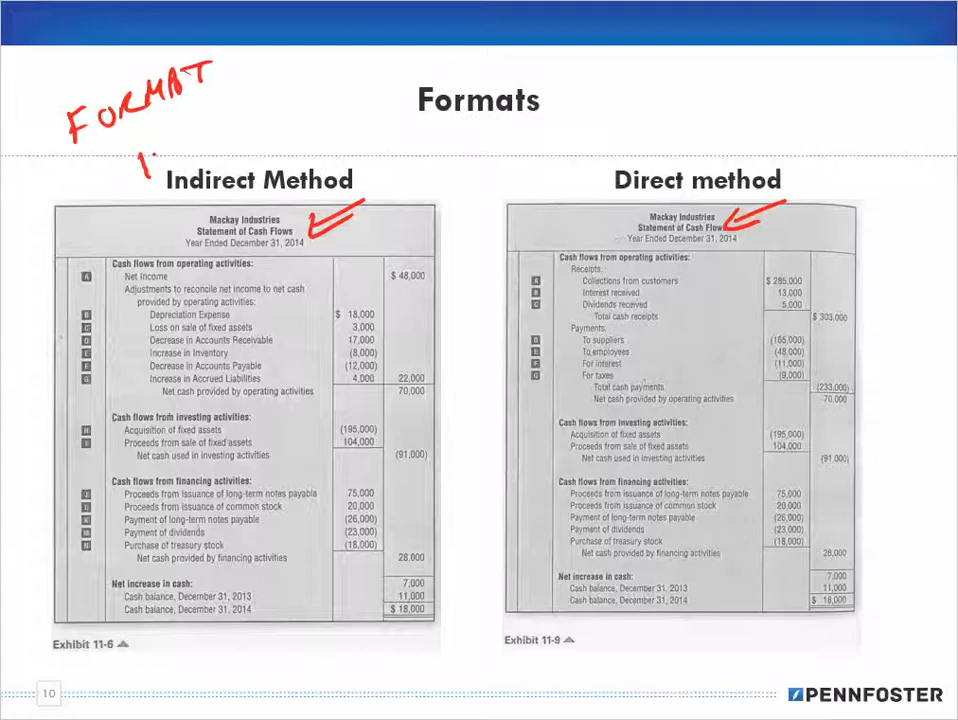 Formats
FORMAT
1.
Indirect Method
Mackay Industries
Statement of Cash Flows
Year Ended December 31, 2014
Cash flows from operating activities:
A Net Income $ 48,000
Adjustments to reconcile net income to net cash
provided by operating activities:
B Depreciation Expense $ 18,000
C Loss on sale of fixed assets 3,000
D Decrease in Accounts Receivable 17,000
E Increase in Inventory (8,000)
F Decrease in Accounts Payable (12,000)
G Increase in Accrued Liabilities 4,000 22,000
Net cash provided by operating activities 70,000
Cash flows from investing activities:
H Acquisition of fixed assets (195,000)
I Proceeds from sale of fixed assets 104,000
Net cash used in investing activities (91,000)
Cash flows from financing activities:
J Proceeds from issuance of long-term notes payable 75,000
Proceeds from issuance of common stock 20,000
K Payment of long-term notes payable (26,000)
M Payment of dividends (23,000)
N Purchase of treasury stock (18,000)
Net cash provided by financing activities 28,000
Net increase in cash: 7,000
Cash balance, December 31, 2013 11,000
Cash balance, December 31, 2014 $ 18,000
Exhibit 11-6
Direct method
Mackay Industries
Statement of Cash Flows
Year Ended December 31, 2014
Cash flows from operating activities:
Receipts:
A Collections from customers $ 285,000
B Interest received 13,000
C Dividends received 5,000
Total cash receipts $ 303,000
Payments:
D To suppliers (165,000)
E To employees (48,000)
F For interest (11,000)
G For taxes (9,000)
Total cash payments (233,000)
Net cash provided by operating activities 70,000
Cash flows from investing activities:
Acquisition of fixed assets (195,000)
Proceeds from sale of fixed assets 104,000
Net cash used in investing activities (91,000)
Cash flows from financing activities:
Proceeds from issuance of long-term notes payable 75,000
Proceeds from issuance of common stock 20,000
Payment of long-term notes payable (26,000)
Payment of dividends (23,000)
Purchase of treasury stock (18,000)
Net cash provided by financing activities 28,000
Net increase in cash: 7,000
Cash balance, December 31, 2013 11,000
Cash balance, December 31, 2014 $ 18,000
Exhibit 11-9
10
PENNFOSTER